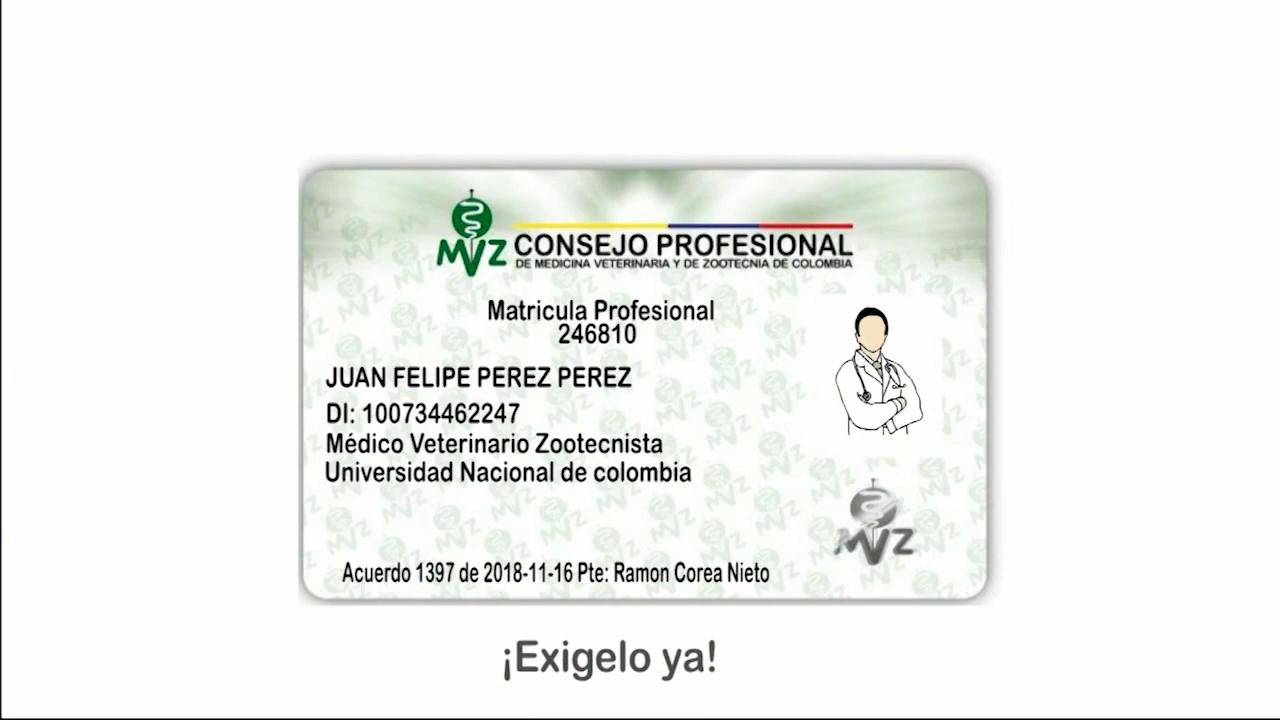 MVZ CONSEJO PROFESIONAL
DE MEDICINA VETERINARIA Y DE ZOOTECNIA DE COLOMBIA
Matricula Profesional
246810
JUAN FELIPE PEREZ PEREZ
DI: 100734462247
Médico Veterinario Zootecnista
Universidad Nacional de colombia
MVZ
Acuerdo 1397 de 2018-11-16 Pte: Ramon Corea Nieto
¡Exigelo ya!